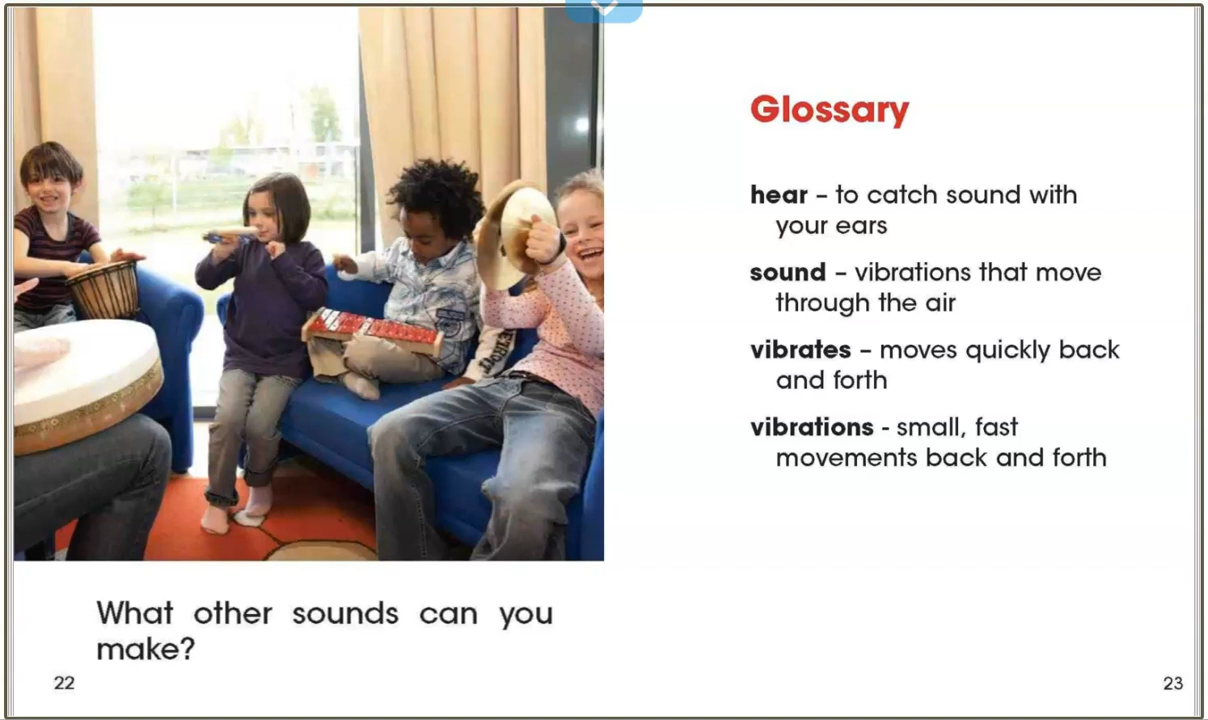 What other sounds can you
make?
22
Glossary
hear – to catch sound with
your ears
sound – vibrations that move
through the air
vibrates – moves quickly back
and forth
vibrations - small, fast
movements back and forth
23